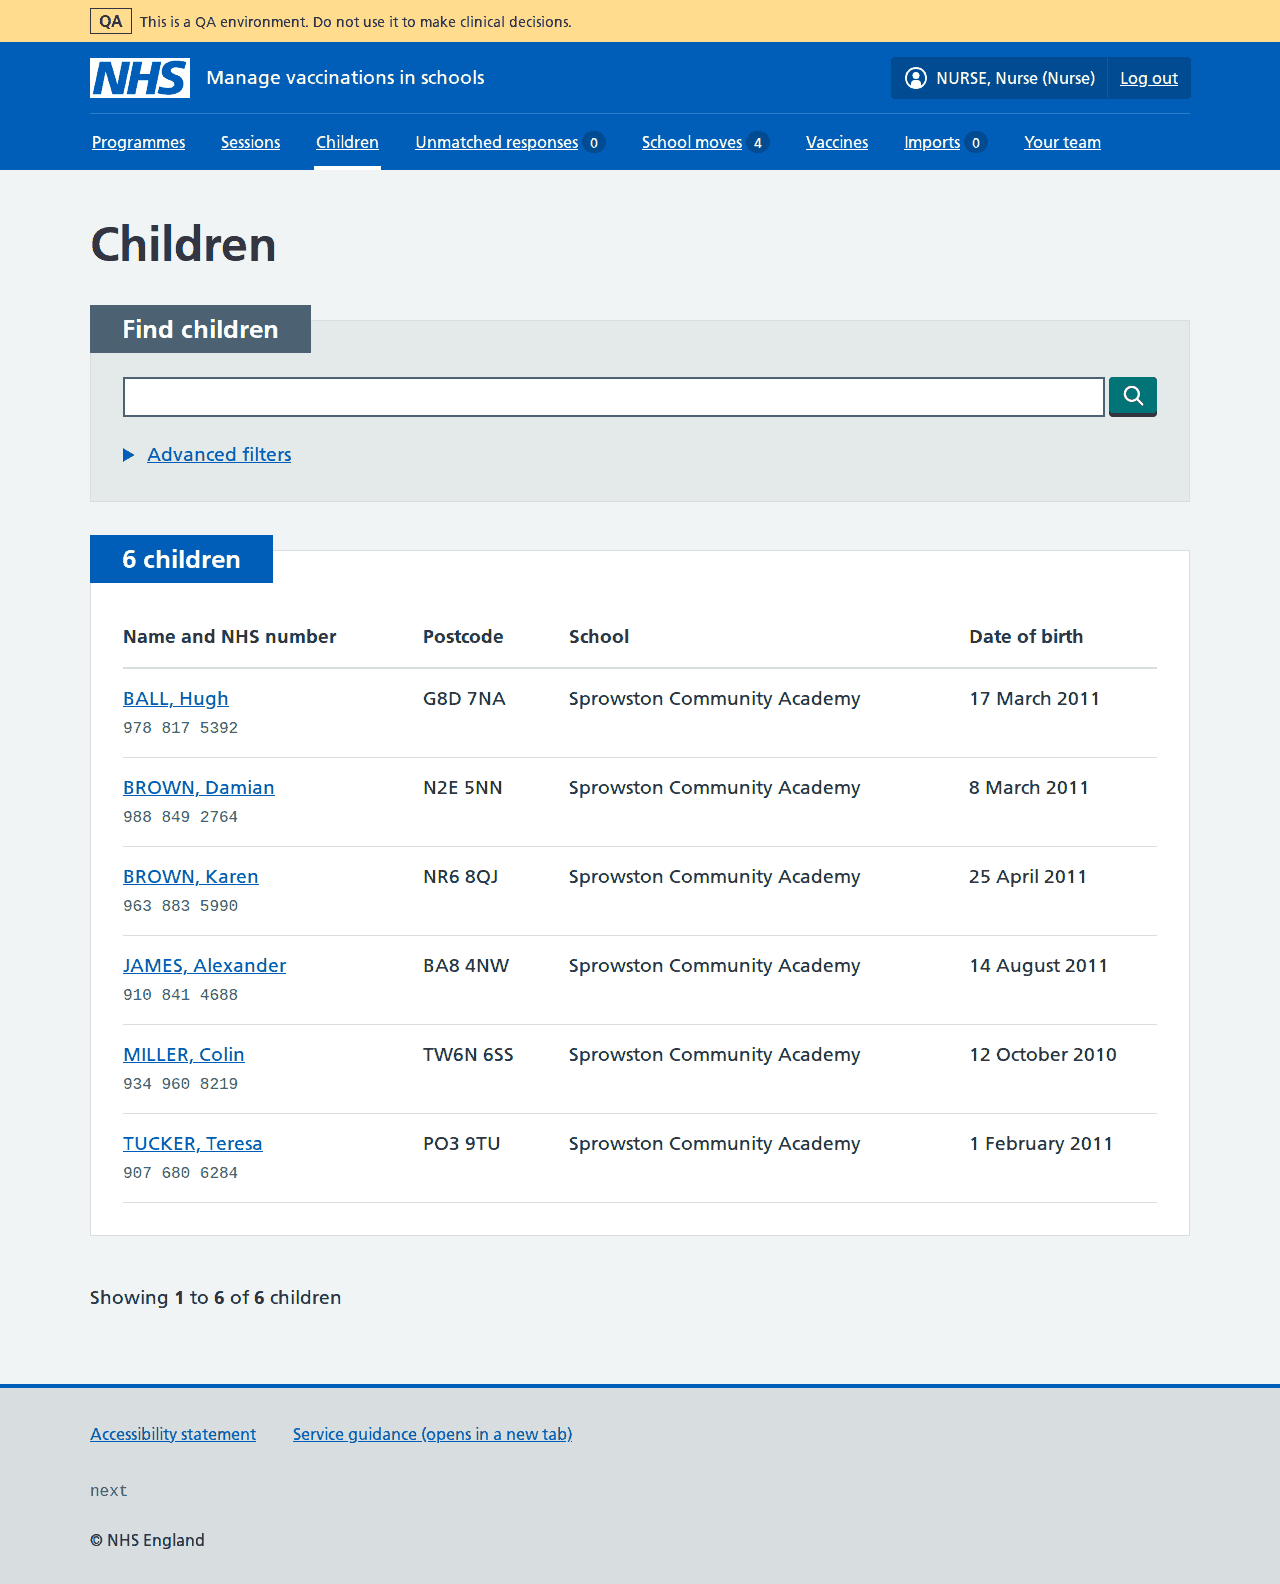 QA This is a QA environment. Do not use it to make clinical decisions.
NHS Manage vaccinations in schools NURSE, Nurse (Nurse) Log out
Programmes Sessions Children Unmatched responses 0 School moves 4 Vaccines Imports 0 Your team
Children
Find children
Advanced filters
6 children
Name and NHS number Postcode School Date of birth
BALL, Hugh G8D 7NA Sprowston Community Academy 17 March 2011
978 817 5392
BROWN, Damian N2E 5NN Sprowston Community Academy 8 March 2011
988 849 2764
BROWN, Karen NR6 8QJ Sprowston Community Academy 25 April 2011
963 883 5990
JAMES, Alexander BA8 4NW Sprowston Community Academy 14 August 2011
910 841 4688
MILLER, Colin TW6N 6SS Sprowston Community Academy 12 October 2010
934 960 8219
TUCKER, Teresa PO3 9TU Sprowston Community Academy 1 February 2011
907 680 6284
Showing 1 to 6 of 6 children
Accessibility statement Service guidance (opens in a new tab)
next
© NHS England